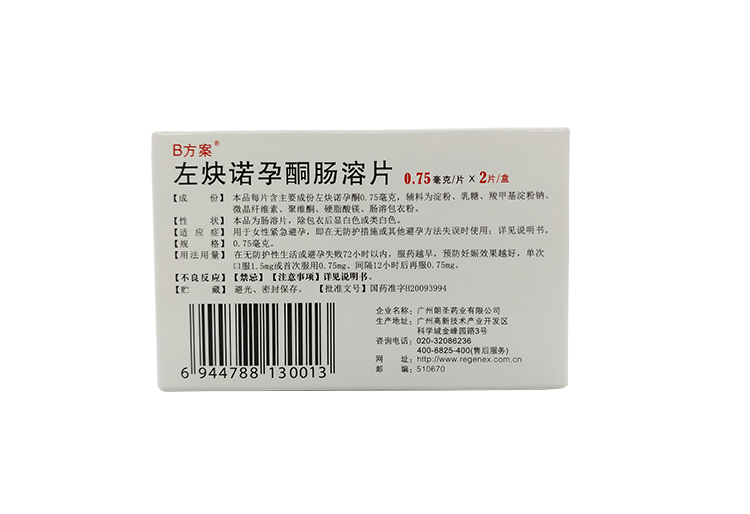 B方案®
左炔诺孕酮肠溶片 0.75毫克/片 X 2片/盒
【成 份】 本品每片含主要成份左炔诺孕酮0.75毫克，辅料为淀粉、乳糖、羧甲基淀粉钠、
微晶纤维素、聚维酮、硬脂酸镁、肠溶包衣粉。
【性 状】 本品为肠溶片，除包衣后显白色或类白色。
【适 应 症】 用于女性紧急避孕，即在无防护措施或其他避孕方法失误时使用；详见说明书。
【规 格】 0.75毫克。
【用法用量】 在无防护性生活或避孕失败72小时以内，服药越早，预防妊娠效果越好，单次
口服1.5mg或首次服用0.75mg、间隔12小时后再服0.75mg。
【不良反应】【禁忌】【注意事项】详见说明书。
【贮 藏】 避光、密封保存。【批准文号】国药准字H20093994
企业名称：广州朗圣药业有限公司
生产地址：广州高新技术产业开发区
科学城金峰园路3号
咨询电话：020-32086236
400-8825-400(售后服务)
网 址：http://www.regenex.com.cn
邮 编：510670
6 944788 130013